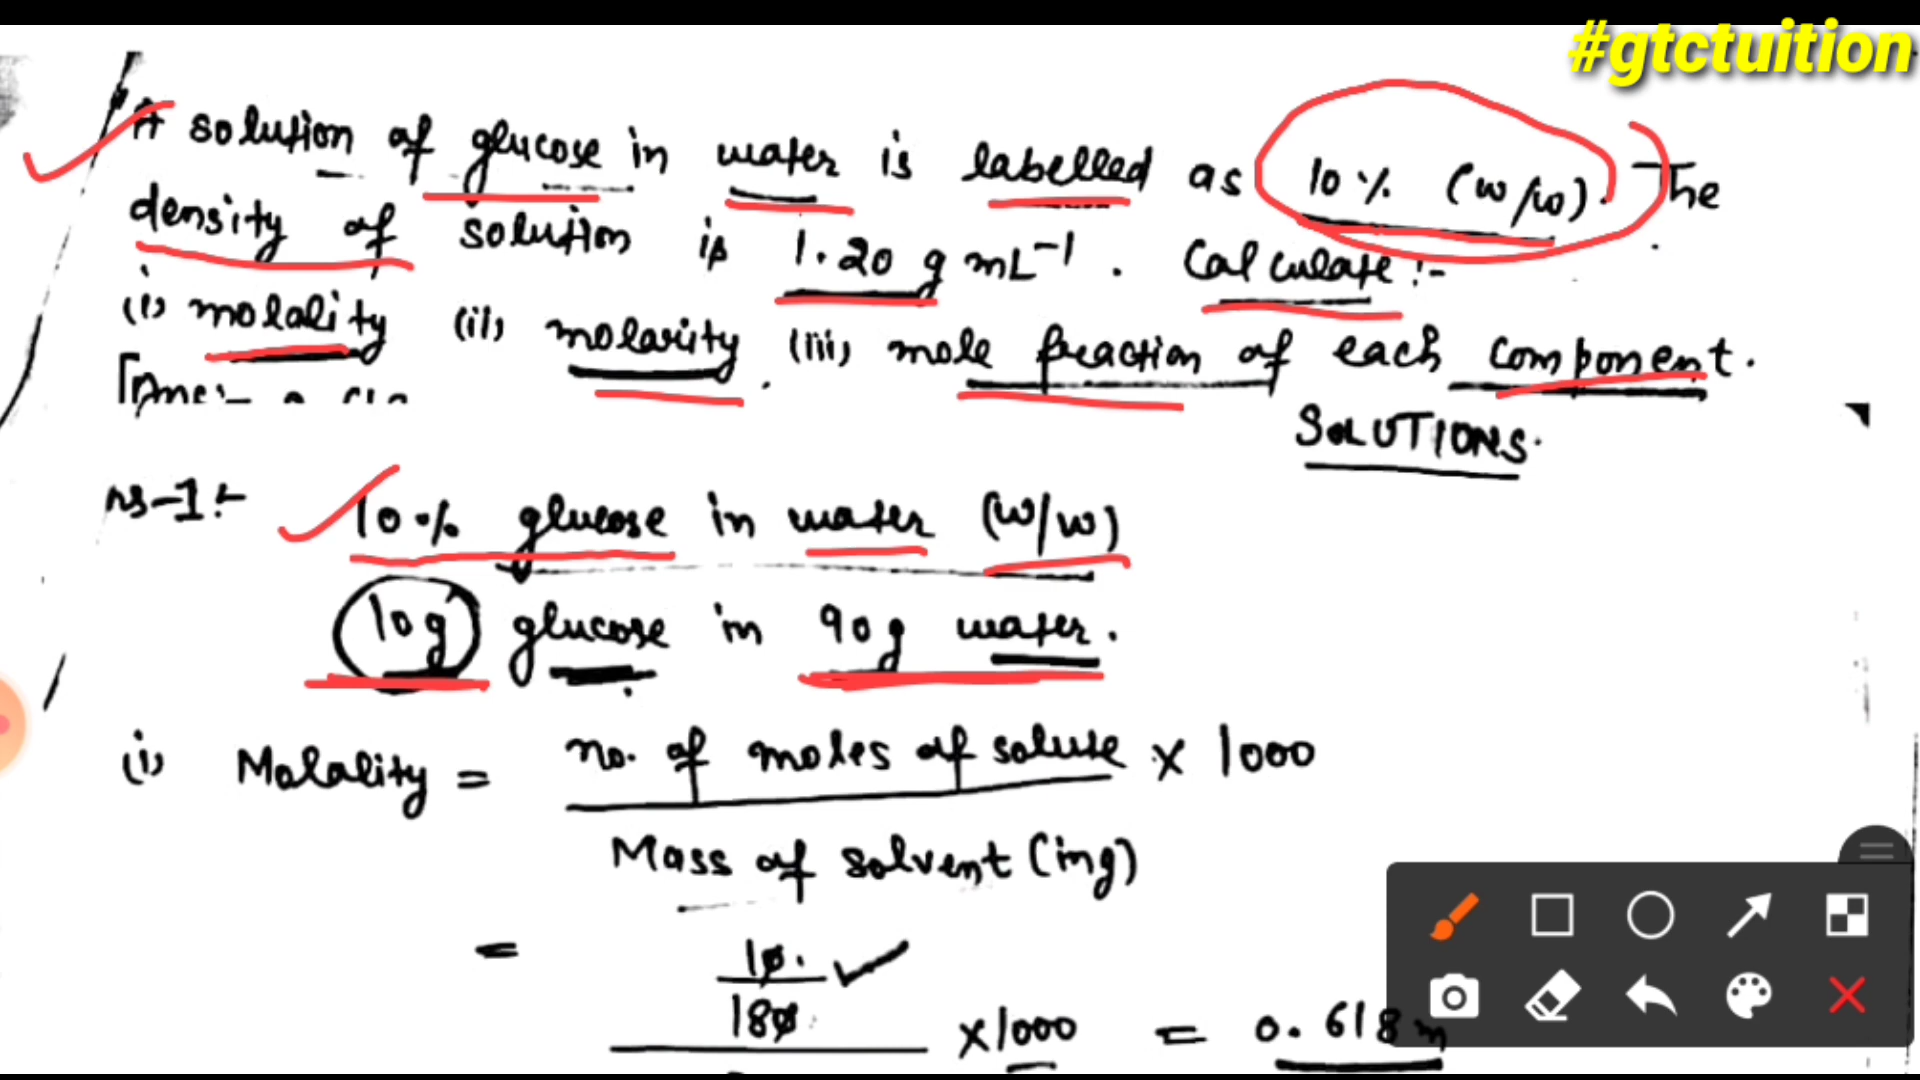 #gtctuition
A solution of glucose in water is labelled as 10% (w/w). The
density of solution is 1.20 g mL⁻¹. Calculate:-
(i) molality (ii) molarity (iii) mole fraction of each component.
SOLUTIONS.
ns-1:- 10% glucose in water (w/w)
10g glucose in 90g water.
(i) Molality = no. of moles of solute × 1000
Mass of solvent (ing)
= 10.
180
×1000 = 0.618 m